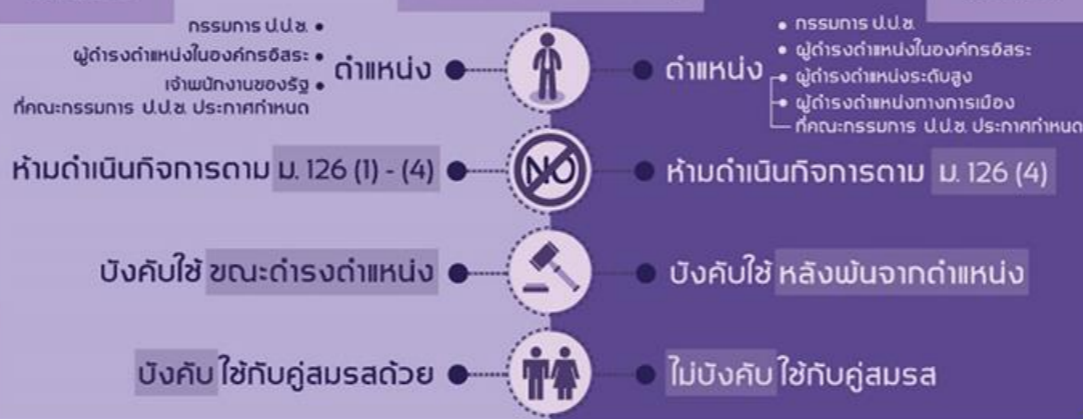 กรรมการ ป.ป.ช. •
ผู้ดำรงตำแหน่งในองค์กรอิสระ •
เจ้าพนักงานของรัฐ •
ที่คณะกรรมการ ป.ป.ช. ประกาศกำหนด
ตำแหน่ง
ตำแหน่ง
• กรรมการ ป.ป.ช.
• ผู้ดำรงตำแหน่งในองค์กรอิสระ
• ผู้ดำรงตำแหน่งระดับสูง
• ผู้ดำรงตำแหน่งทางการเมือง
ที่คณะกรรมการ ป.ป.ช. ประกาศกำหนด
ห้ามดำเนินกิจการตาม ม. 126 (1) - (4)
NO
ห้ามดำเนินกิจการตาม ม. 126 (4)
บังคับใช้ ขณะดำรงตำแหน่ง
บังคับใช้ หลังพ้นจากตำแหน่ง
บังคับ ใช้กับคู่สมรสด้วย
ไม่บังคับ ใช้กับคู่สมรส